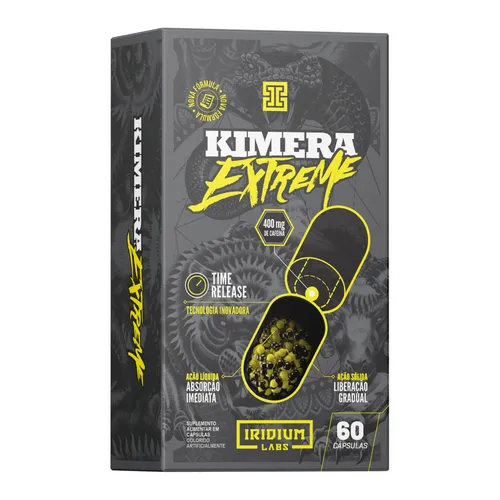 NOVA FÓRMULA • NOVA FÓRMULA •
KIMERA
EXTREME
400 mg
DE CAFEÍNA
TIME
RELEASE
TECNOLOGIA INOVADORA
AÇÃO LÍQUIDA
ABSORÇÃO
IMEDIATA
AÇÃO SÓLIDA
LIBERAÇÃO
GRADUAL
SUPLEMENTO
ALIMENTAR EM
CÁPSULAS
COLORIDO
ARTIFICIALMENTE
IRIDIUM
LABS
60
CÁPSULAS
KIMERA
EXTREME